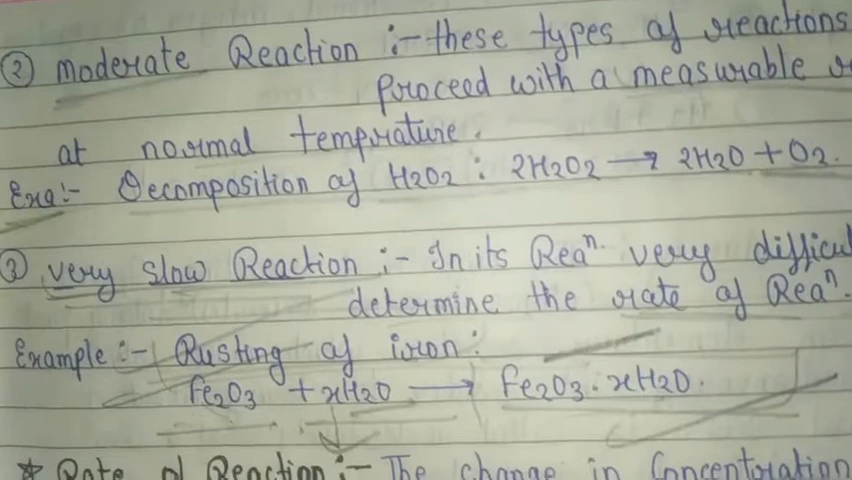 ② moderate Reaction :- these types of reactions
proceed with a measurable
at normal temprature.
Exa:- Decomposition of H2O2 : 2H2O2 → 2H2O + O2.
③ very slow Reaction :- In its Reaⁿ. very
determine the rate of Reaⁿ.
Example :- Rusting of iron :
Fe2O3 + xH2O → Fe2O3 . xH2O.
* Rate of Reaction :- The change in Concentoration